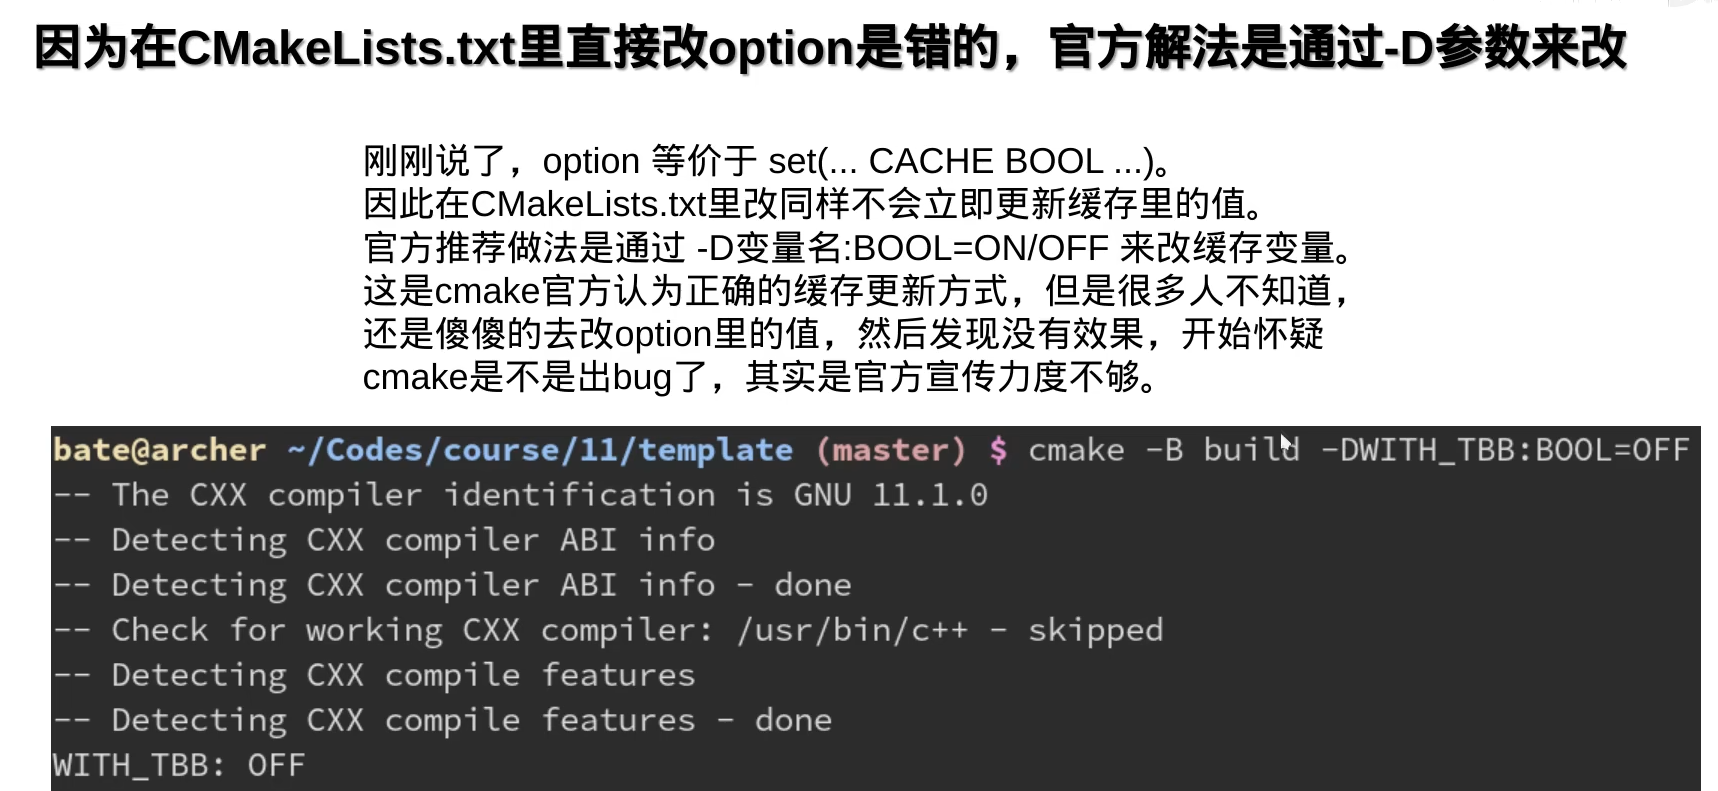 因为在CMakeLists.txt里直接改option是错的，官方解法是通过-D参数来改
刚刚说了，option 等价于 set(... CACHE BOOL ...)。
因此在CMakeLists.txt里改同样不会立即更新缓存里的值。
官方推荐做法是通过 -D变量名:BOOL=ON/OFF 来改缓存变量。
这是cmake官方认为正确的缓存更新方式，但是很多人不知道，
还是傻傻的去改option里的值，然后发现没有效果，开始怀疑
cmake是不是出bug了，其实是官方宣传力度不够。
bate@archer ~/Codes/course/11/template (master) $ cmake -B build -DWITH_TBB:BOOL=OFF
-- The CXX compiler identification is GNU 11.1.0
-- Detecting CXX compiler ABI info
-- Detecting CXX compiler ABI info - done
-- Check for working CXX compiler: /usr/bin/c++ - skipped
-- Detecting CXX compile features
-- Detecting CXX compile features - done
WITH_TBB: OFF